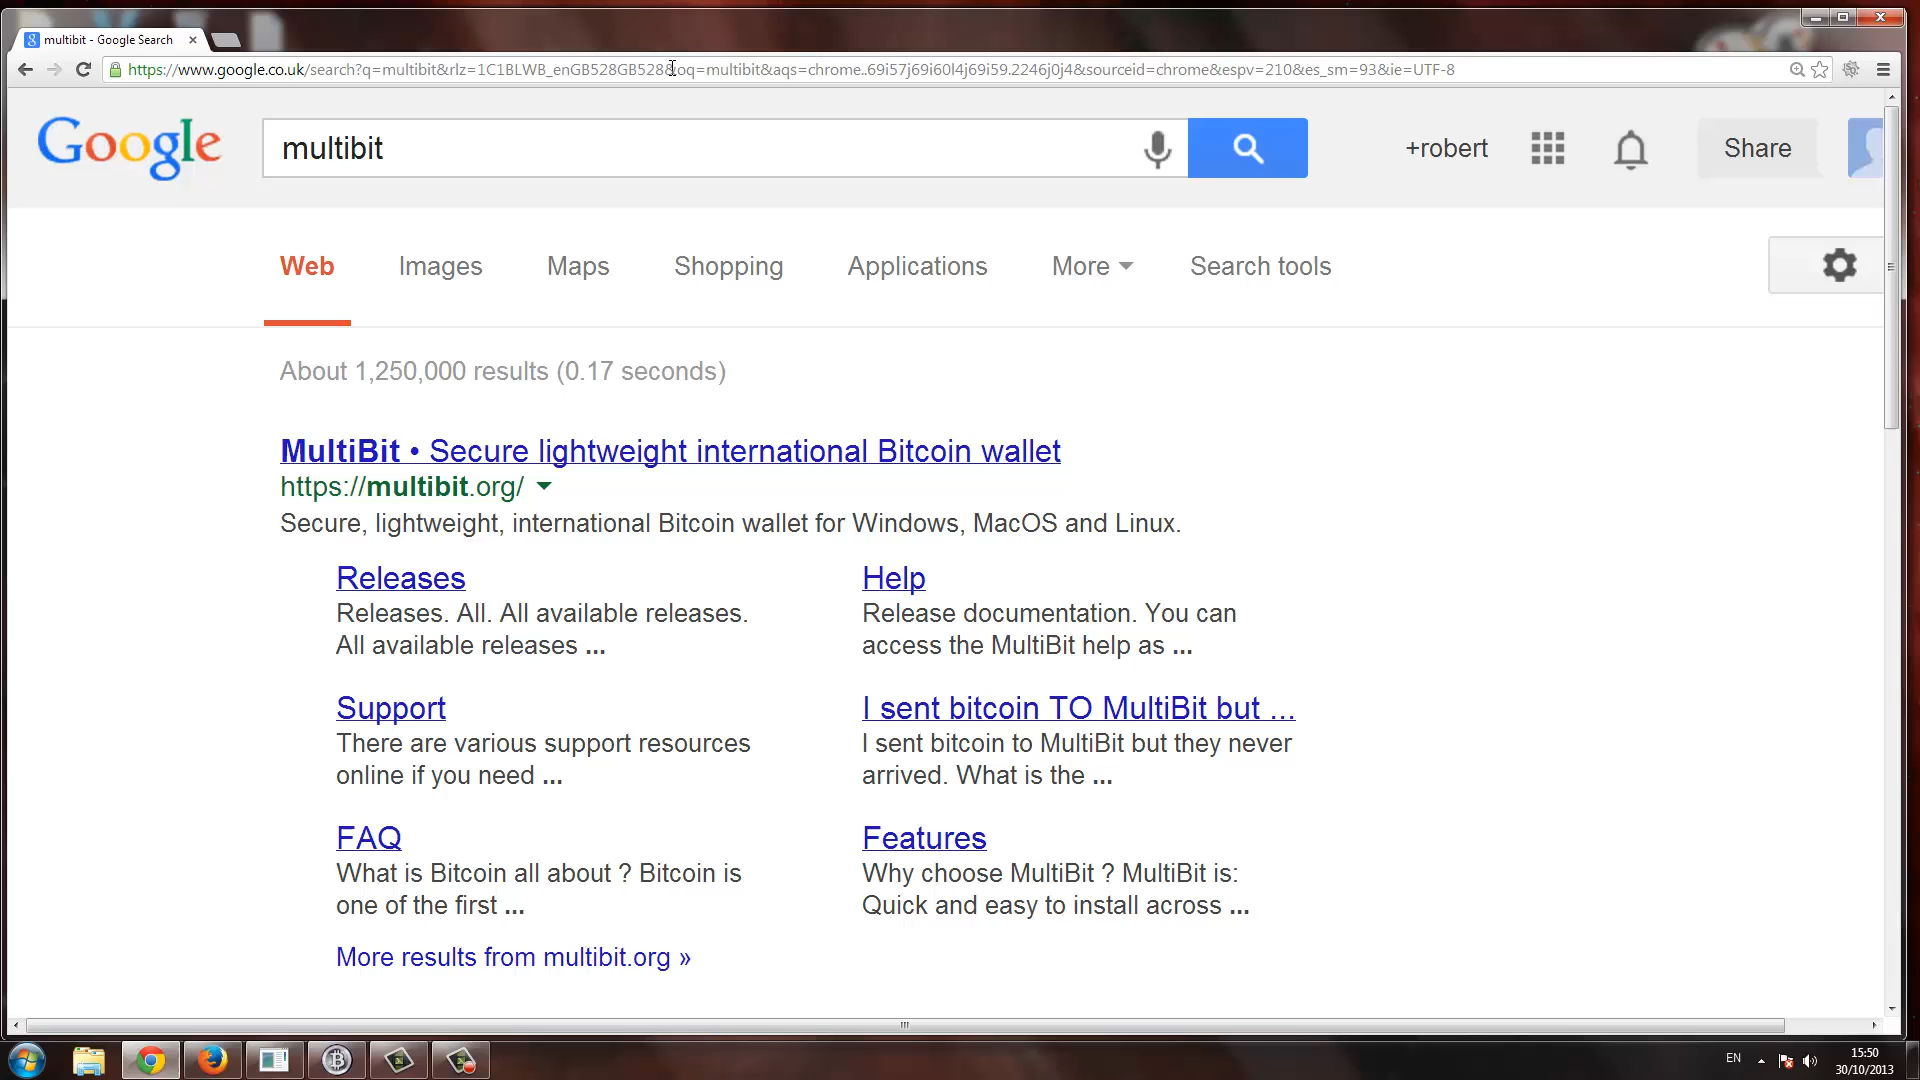 multibit - Google Search
https://www.google.co.uk/search?q=multibit&rlz=1C1BLWB_enGB528GB528&oq=multibit&aqs=chrome..69i57j69i60l4j69i59.2246j0j4&sourceid=chrome&espv=210&es_sm=93&ie=UTF-8
Google
multibit
+robert
Share
Web
Images
Maps
Shopping
Applications
More
Search tools
About 1,250,000 results (0.17 seconds)
MultiBit • Secure lightweight international Bitcoin wallet
https://multibit.org/
Secure, lightweight, international Bitcoin wallet for Windows, MacOS and Linux.
Releases
Releases. All. All available releases.
All available releases ...
Help
Release documentation. You can
access the MultiBit help as ...
Support
There are various support resources
online if you need ...
I sent bitcoin TO MultiBit but ...
I sent bitcoin to MultiBit but they never
arrived. What is the ...
FAQ
What is Bitcoin all about ? Bitcoin is
one of the first ...
Features
Why choose MultiBit ? MultiBit is:
Quick and easy to install across ...
More results from multibit.org »
EN
15:50
30/10/2013